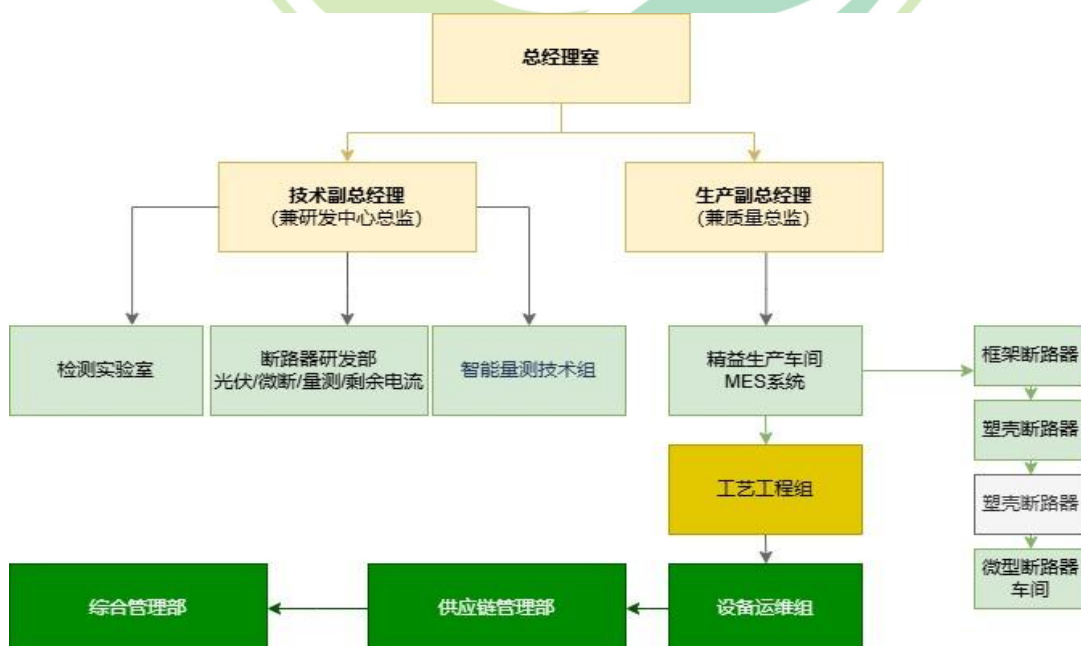 总经理室
技术副总经理
(兼研发中心总监)
生产副总经理
(兼质量总监)
检测实验室
断路器研发部
光伏/微断/量测/剩余电流
智能量测技术组
精益生产车间
MES系统
框架断路器
塑壳断路器
塑壳断路器
微型断路器
车间
工艺工程组
综合管理部
供应链管理部
设备运维组